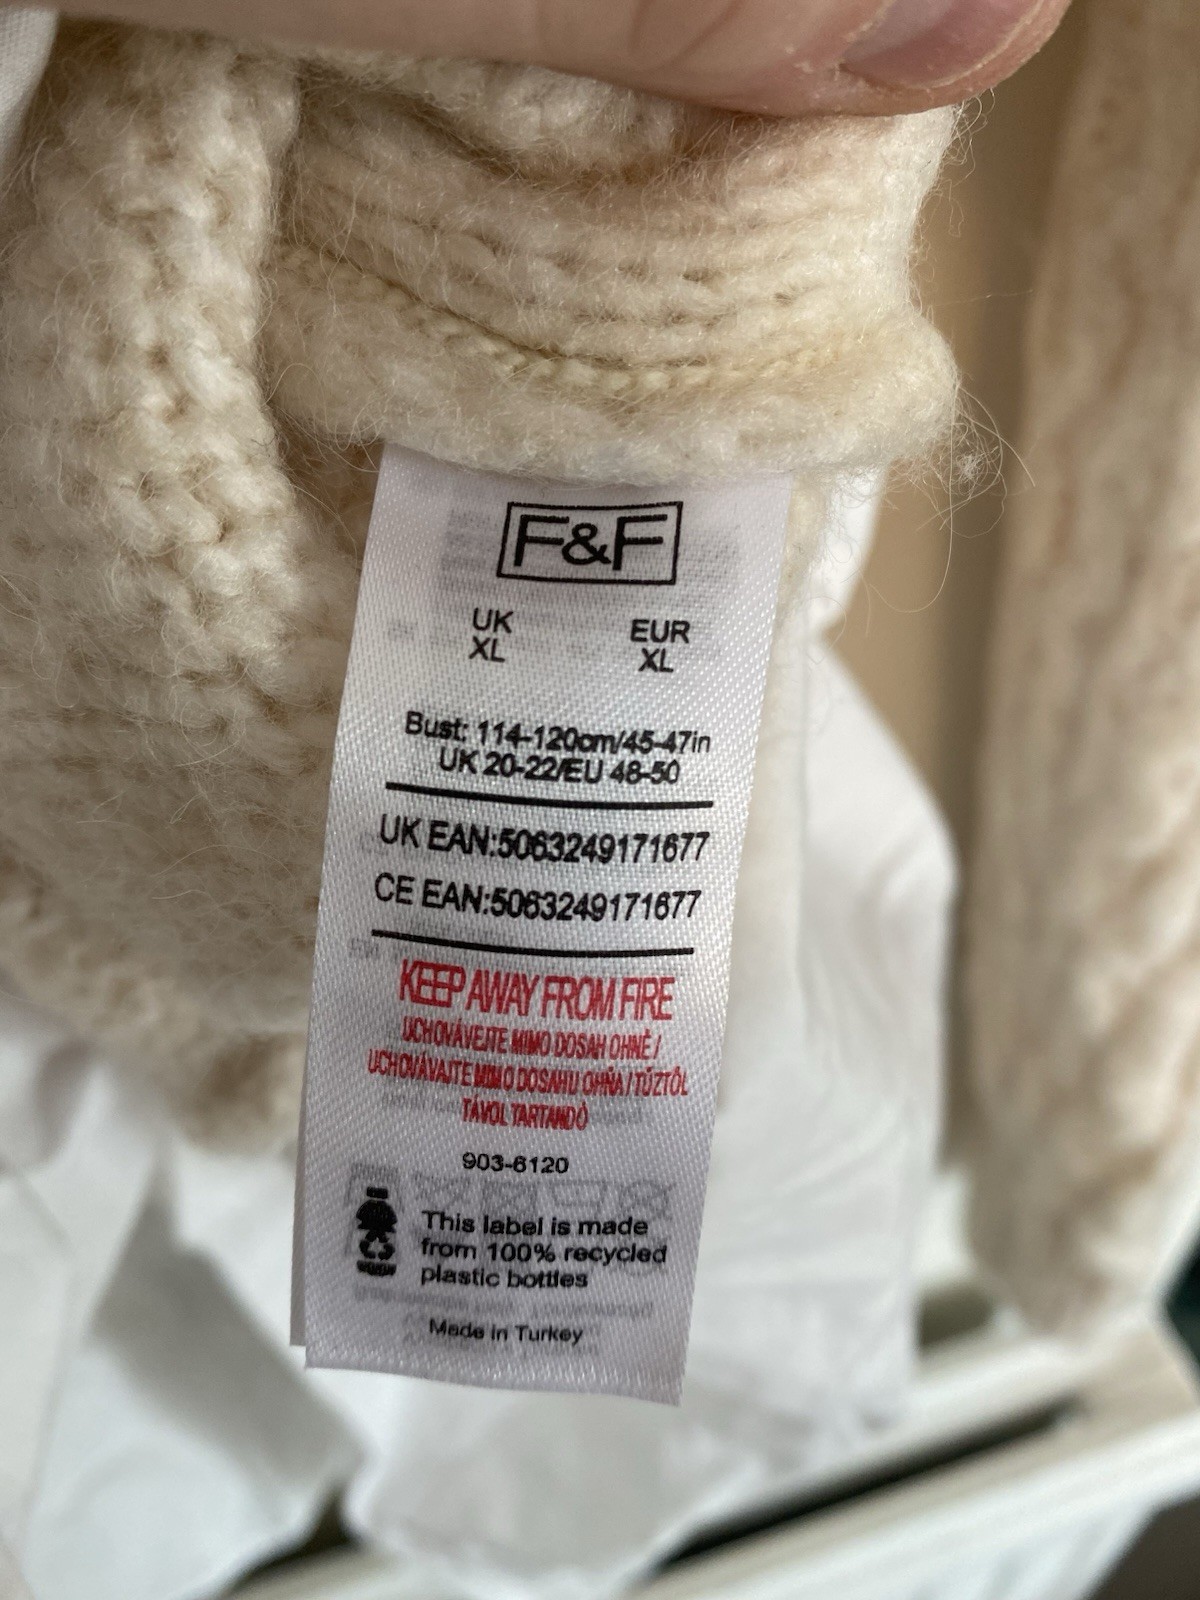 F&F
UK EUR
XL XL
Bust: 114-120cm/45-47in
UK 20-22/EU 48-50
UK EAN:5063249171677
CE EAN:5063249171677
KEEP AWAY FROM FIRE
UCHOVÁVEJTE MIMO DOSAH OHNĚ /
UCHOVÁVAJTE MIMO DOSAHU OHŇA / TŰZTŐL
TÁVOL TARTANDÓ
903-6120
This label is made
from 100% recycled
plastic bottles
Made in Turkey